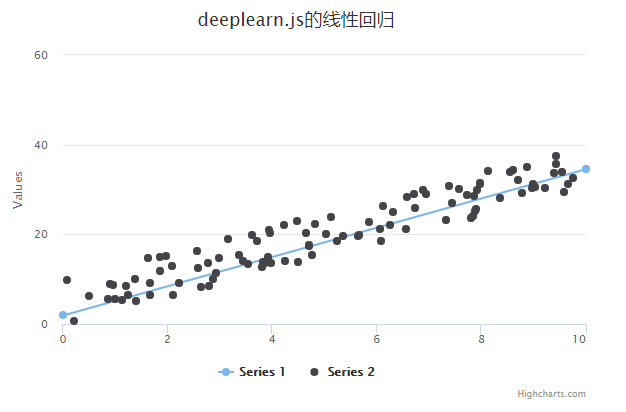 deeplearn.js的线性回归
60
40
20
0
Values
0 2 4 6 8 10
Series 1 Series 2
Highcharts.com